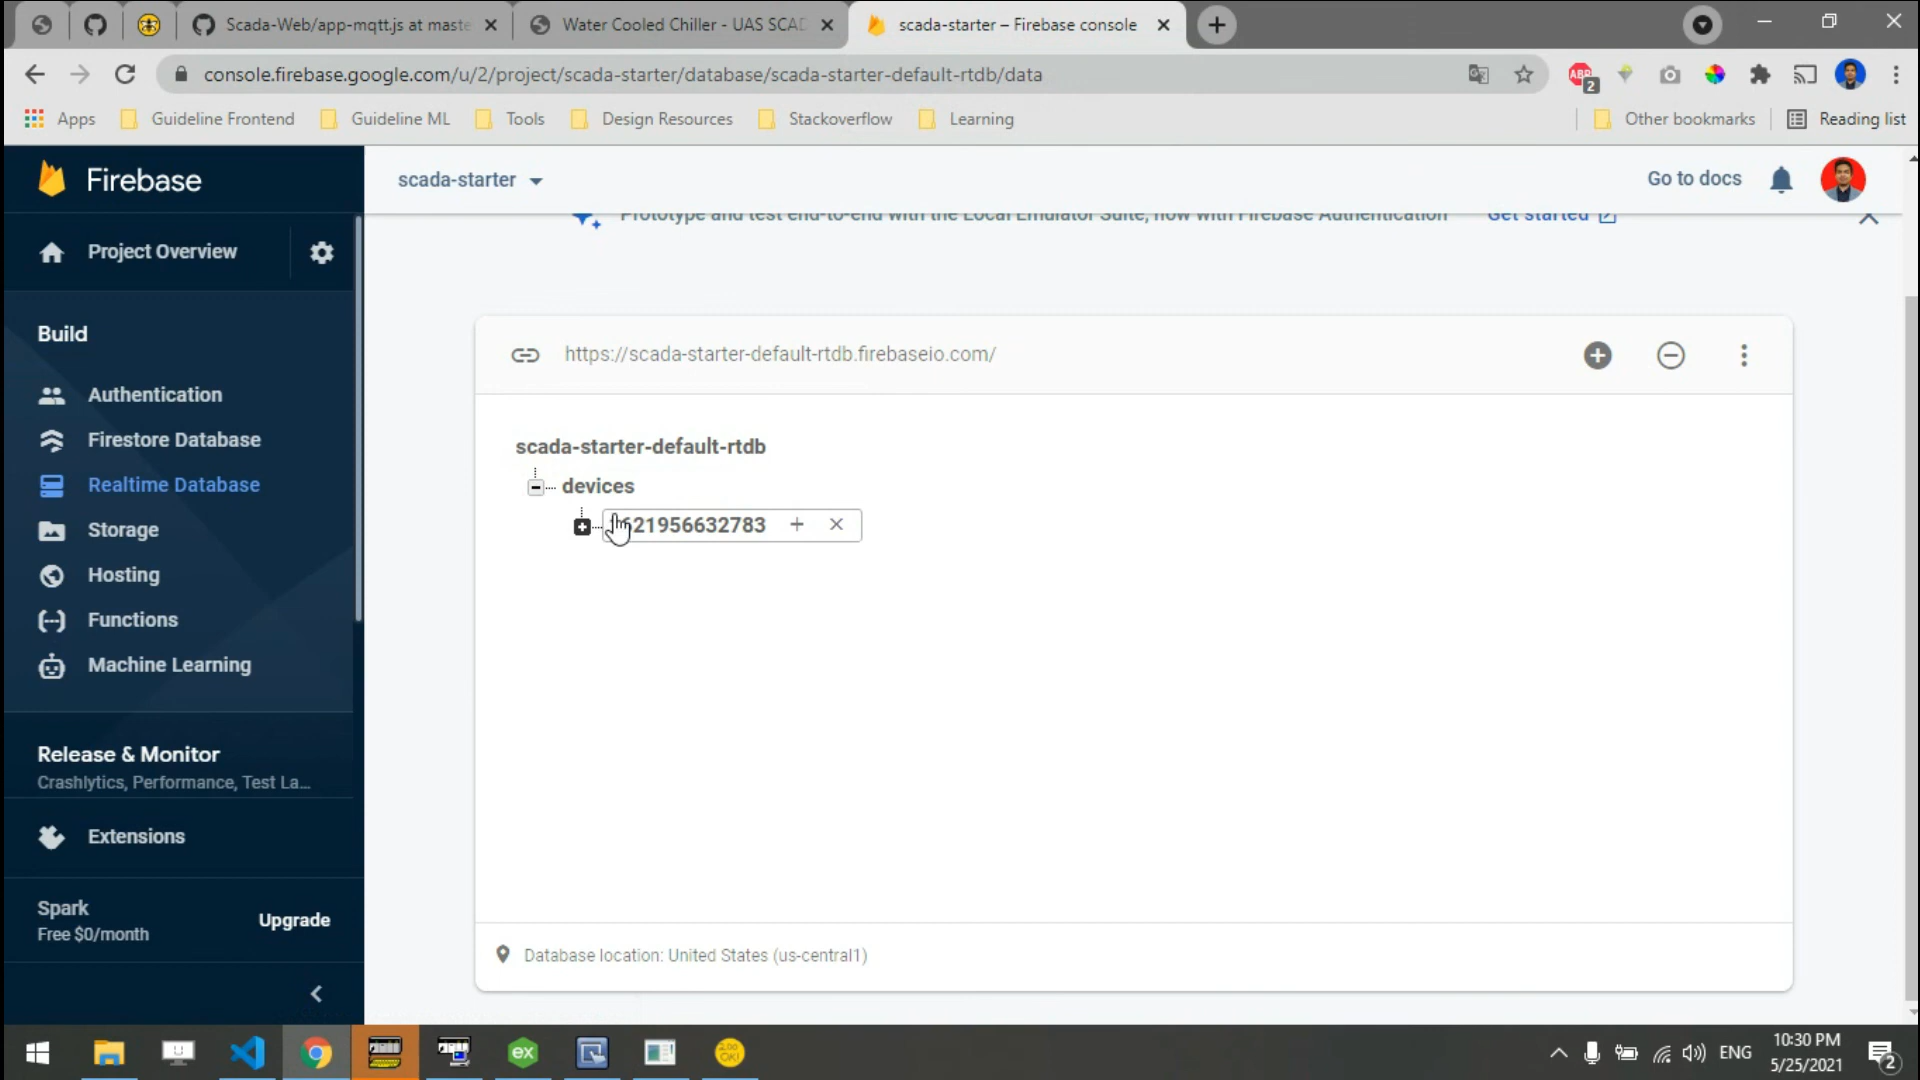 Scada-Web/app-mqtt.js at maste
Water Cooled Chiller - UAS SCAD
scada-starter – Firebase console
console.firebase.google.com/u/2/project/scada-starter/database/scada-starter-default-rtdb/data
ABP
2
Apps
Guideline Frontend
Guideline ML
Tools
Design Resources
Stackoverflow
Learning
Other bookmarks
Reading list
Firebase
scada-starter
Go to docs
Prototype and test end-to-end with the Local Emulator Suite, now with Firebase Authentication
Get started
Project Overview
Build
Authentication
Firestore Database
Realtime Database
Storage
Hosting
Functions
Machine Learning
Release & Monitor
Crashlytics, Performance, Test La...
Extensions
Spark
Free $0/month
Upgrade
https://scada-starter-default-rtdb.firebaseio.com/
scada-starter-default-rtdb
devices
621956632783
Database location: United States (us-central1)
ex
ENG
10:30 PM
5/25/2021
2